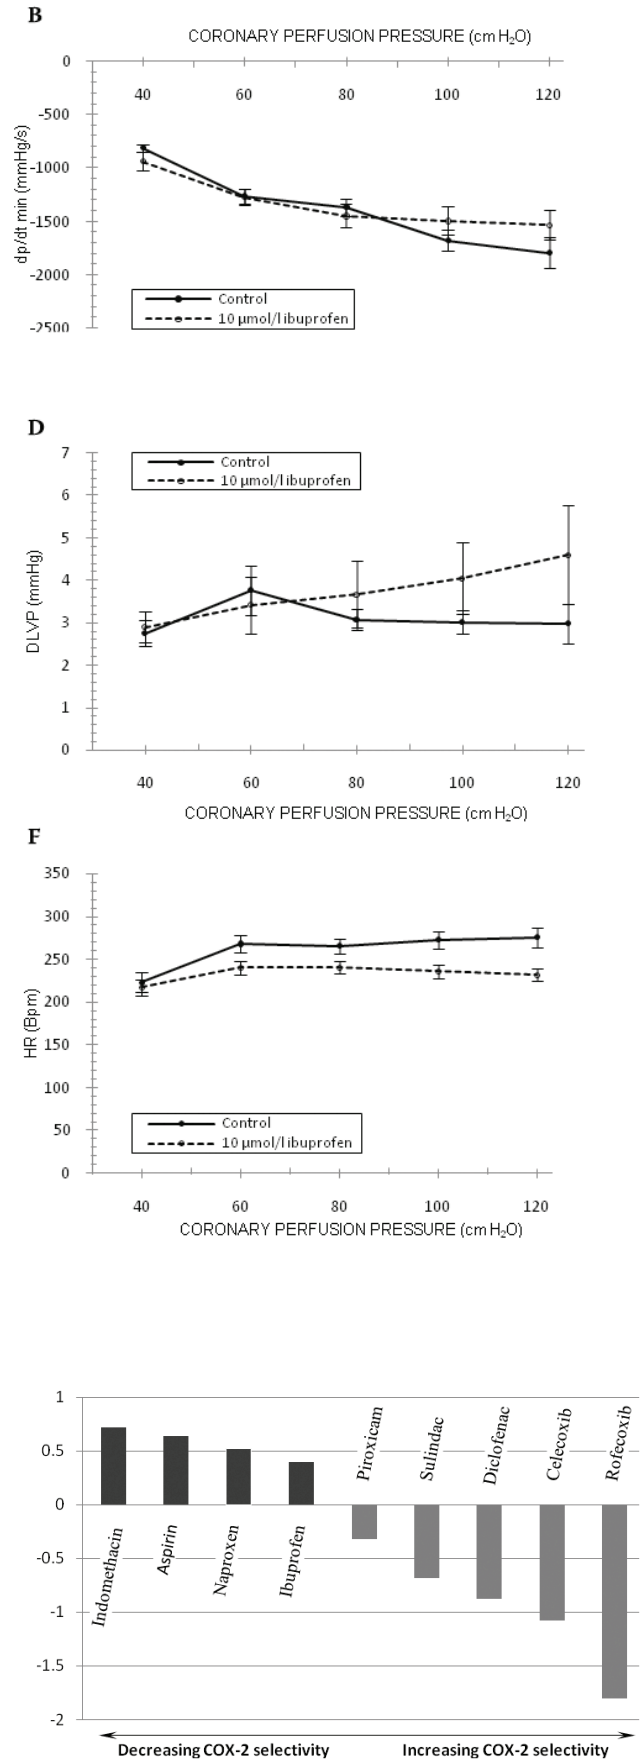 B
CORONARY PERFUSION PRESSURE (cm H₂O)
0
40 60 80 100 120
-500
-1000
-1500
-2000
-2500
dp/dt min (mmHg/s)
Control
10 µmol/l ibuprofen
D
7
6
5
4
3
2
1
0
DLVP (mmHg)
Control
10 µmol/l ibuprofen
40 60 80 100 120
CORONARY PERFUSION PRESSURE (cm H₂O)
F
350
300
250
200
150
100
50
0
HR (Bpm)
Control
10 µmol/l ibuprofen
40 60 80 100 120
CORONARY PERFUSION PRESSURE (cm H₂O)
1
0.5
0
-0.5
-1
-1.5
-2
Indomethacin
Aspirin
Naproxen
Ibuprofen
Piroxicam
Sulindac
Diclofenac
Celecoxib
Rofecoxib
Decreasing COX-2 selectivity Increasing COX-2 selectivity